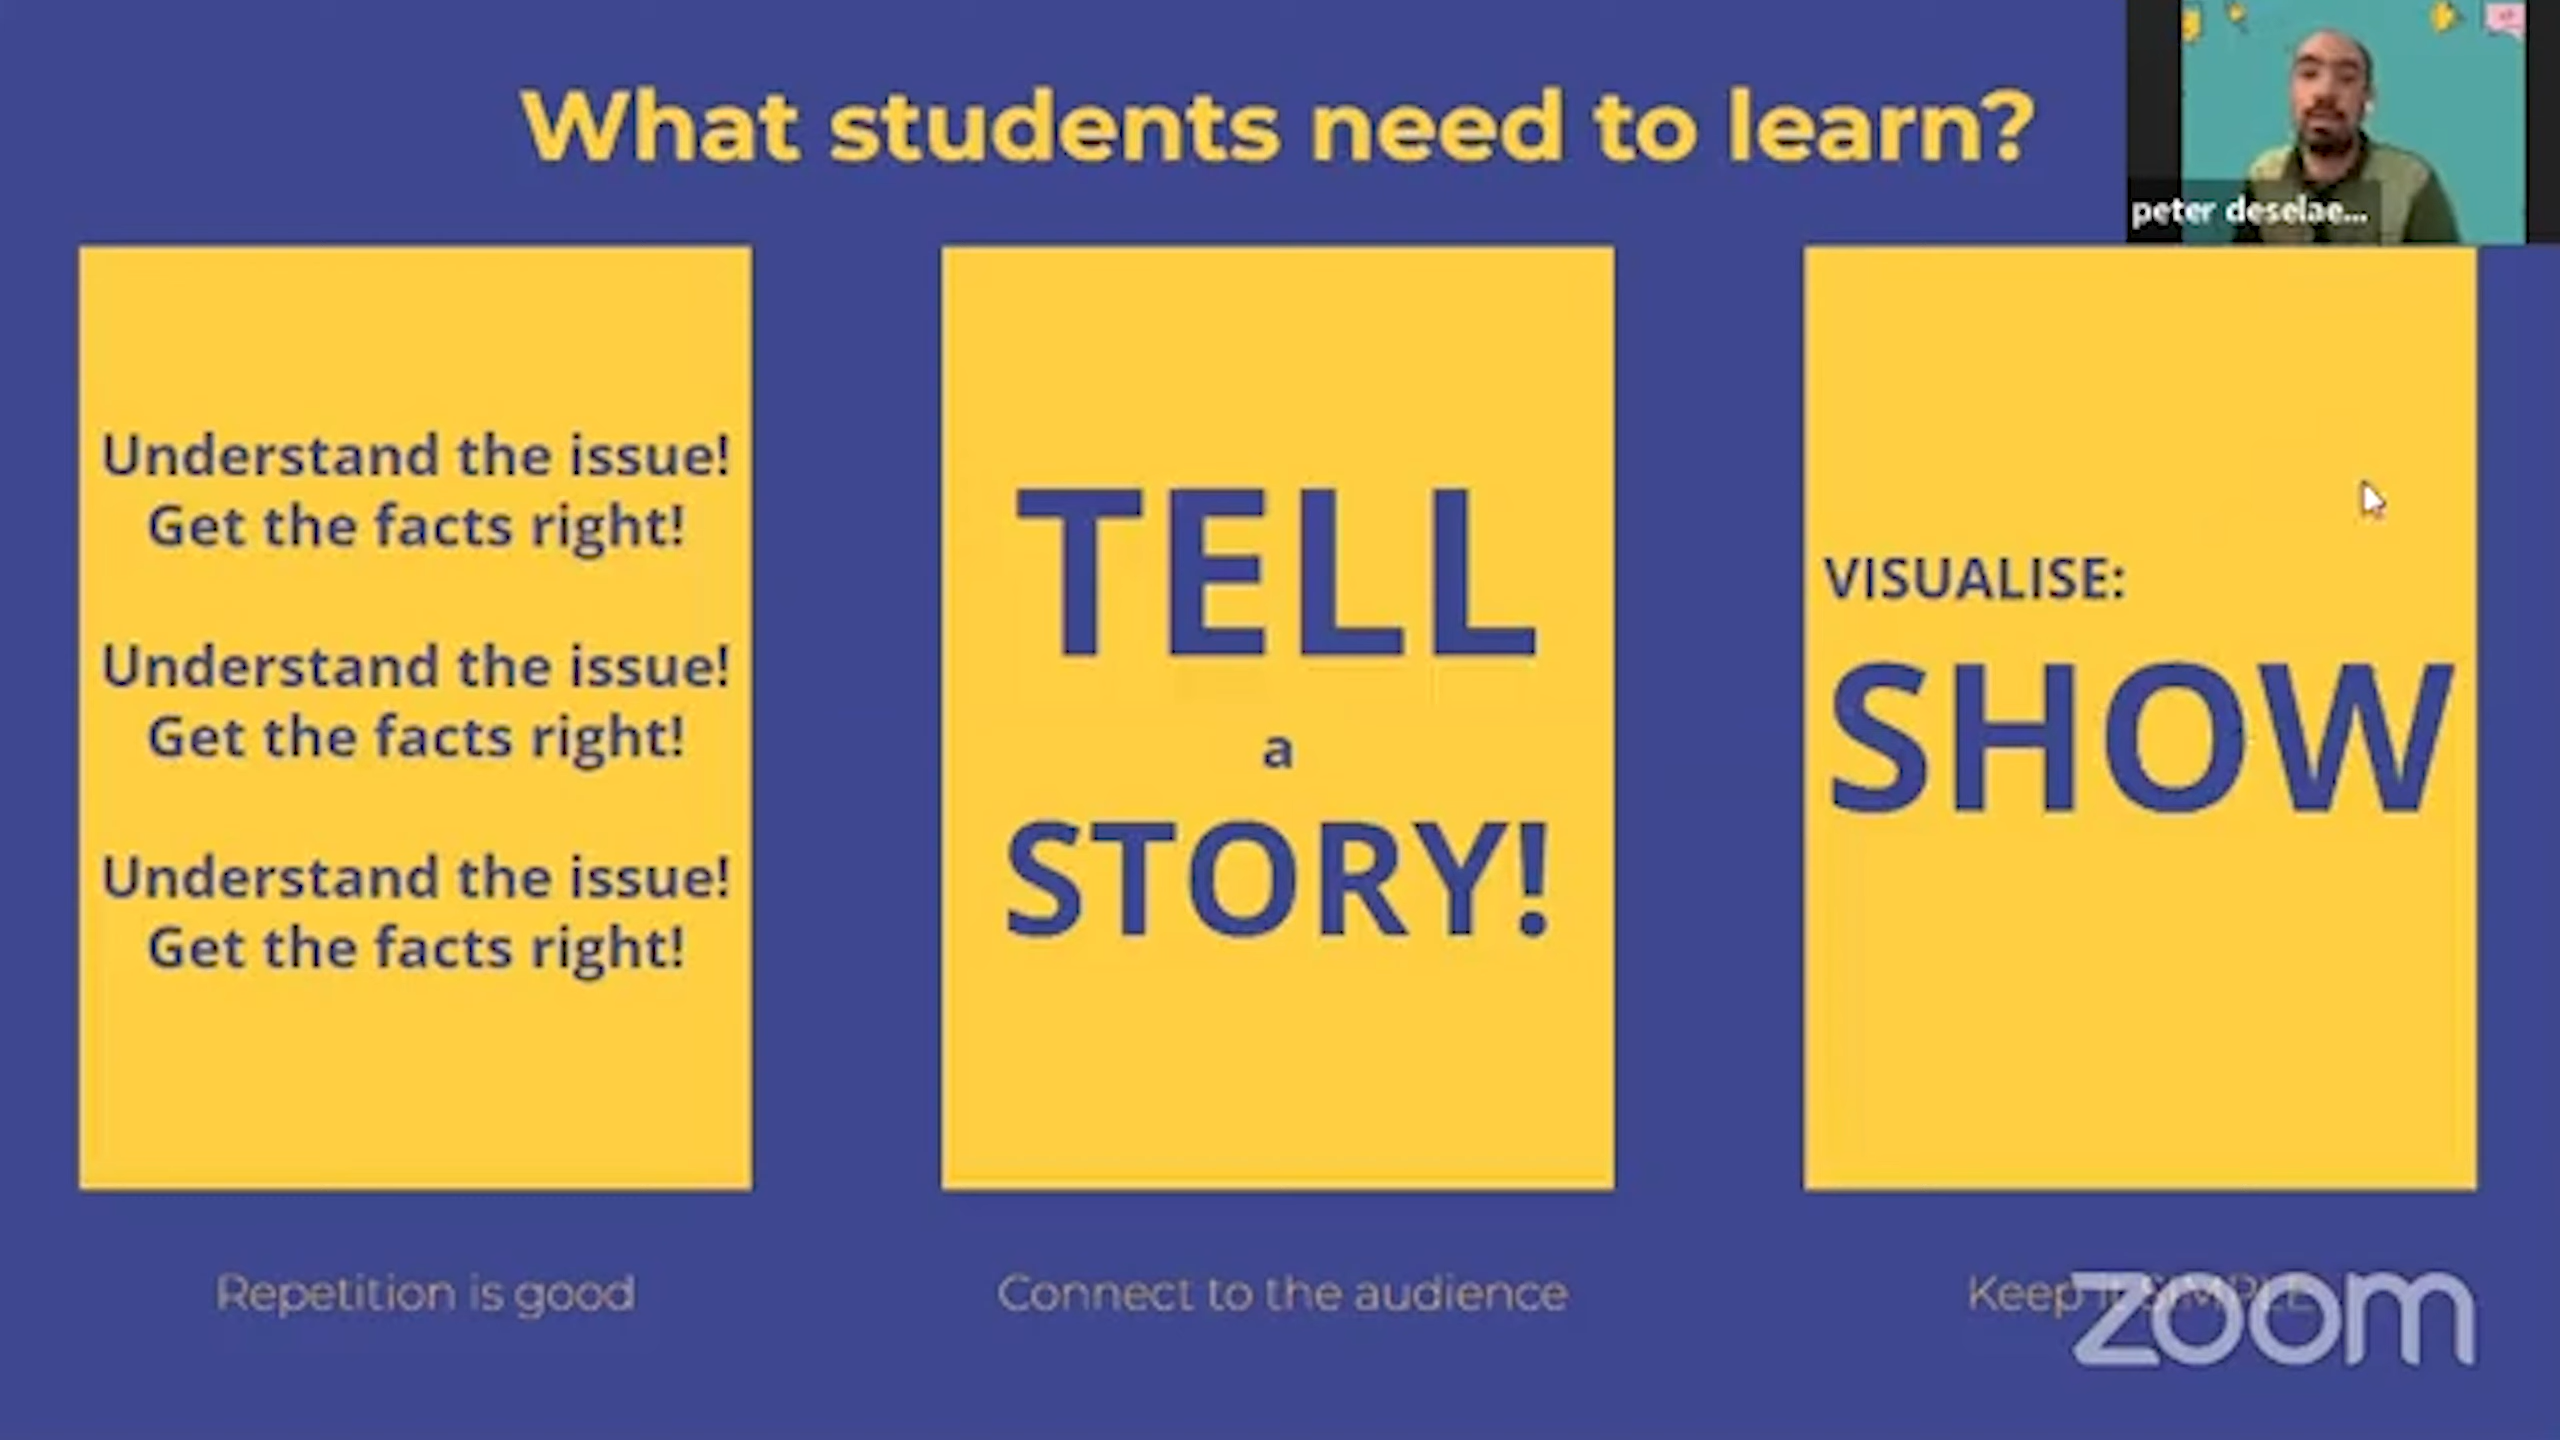 What students need to learn?
peter deselae...
Understand the issue!
Get the facts right!
Understand the issue!
Get the facts right!
Understand the issue!
Get the facts right!
TELL
a
STORY!
VISUALISE:
SHOW
Repetition is good
Connect to the audience
Keep it SIMPLE
zoom